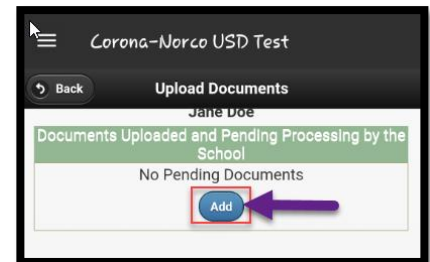 Corona-Norco USD Test
Back
Upload Documents
Jane Doe
Documents Uploaded and Pending Processing by the
School
No Pending Documents
Add